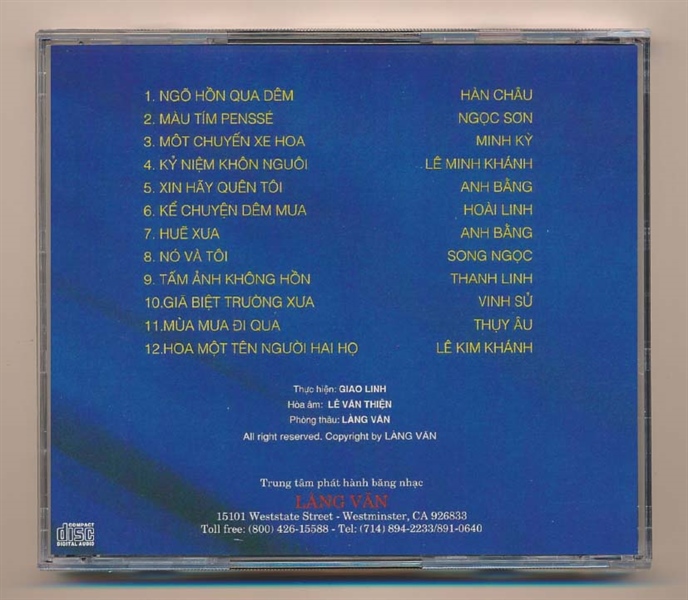 1. NGÕ HỒN QUA DÊM HÀN CHÂU
2. MÀU TÍM PENSSÉ NGỌC SƠN
3. MỘT CHUYẾN XE HOA MINH KỲ
4. KỶ NIỆM KHÔN NGUÔI LÊ MINH KHÁNH
5. XIN HÃY QUÊN TÔI ANH BẰNG
6. KỂ CHUYỆN DÊM MƯA HOÀI LINH
7. HUẾ XƯA ANH BẰNG
8. NÓ VÀ TÔI SONG NGỌC
9. TẤM ẢNH KHÔNG HỒN THANH LINH
10.GIÃ BIỆT TRƯỜNG XƯA VINH SỬ
11.MÙA MƯA ĐI QUA THỤY ÂU
12.HOA MỘT TÊN NGƯỜI HAI HỌ LÊ KIM KHÁNH
Thực hiện: GIAO LINH
Hòa âm: LÊ VĂN THIỆN
Phòng thâu: LÀNG VĂN
All right reserved. Copyright by LÀNG VĂN
Trung tâm phát hành băng nhạc
LÀNG VĂN
15101 Weststate Street - Westminster, CA 926833
Toll free: (800) 426-15588 - Tel: (714) 894-2233/891-0640
COMPACT
disc
DIGITAL AUDIO